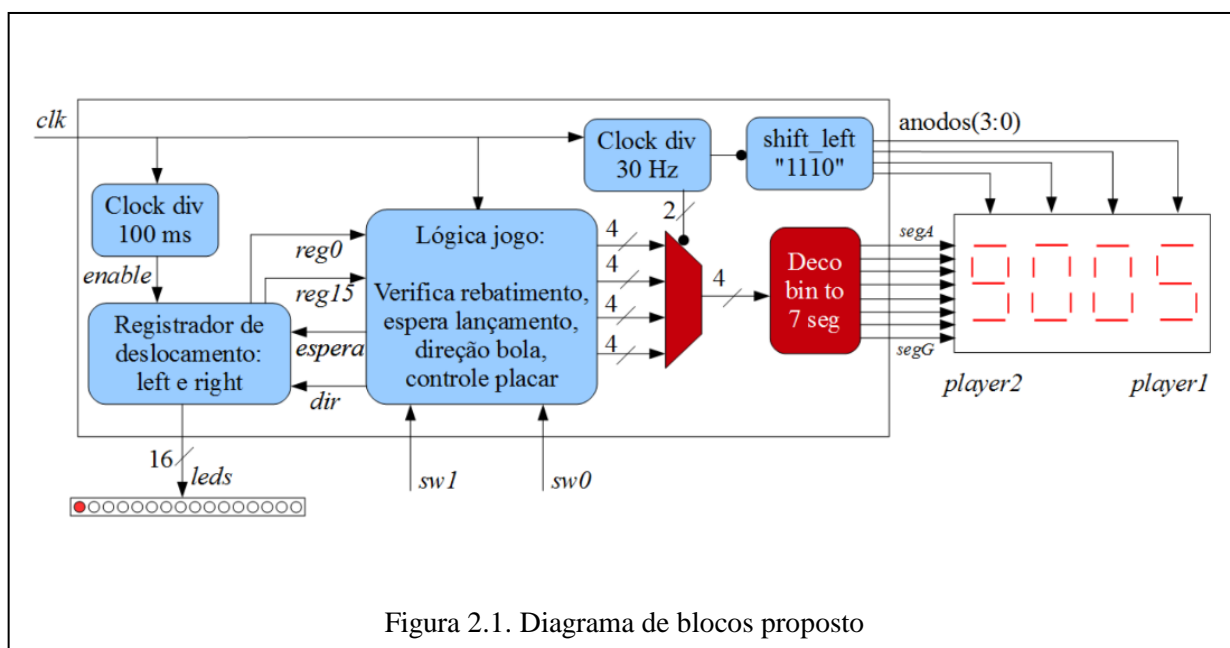 clk
Clock div
30 Hz
shift_left
"1110"
anodos(3:0)
Clock div
100 ms
enable
reg0
reg15
espera
dir
Registrador de
deslocamento:
left e right
Lógica jogo:
Verifica rebatimento,
espera lançamento,
direção bola,
controle placar
4
4
4
4
2
4
Deco
bin to
7 seg
segA
segG
9005
player2
player1
16
leds
sw1
sw0
Figura 2.1. Diagrama de blocos proposto